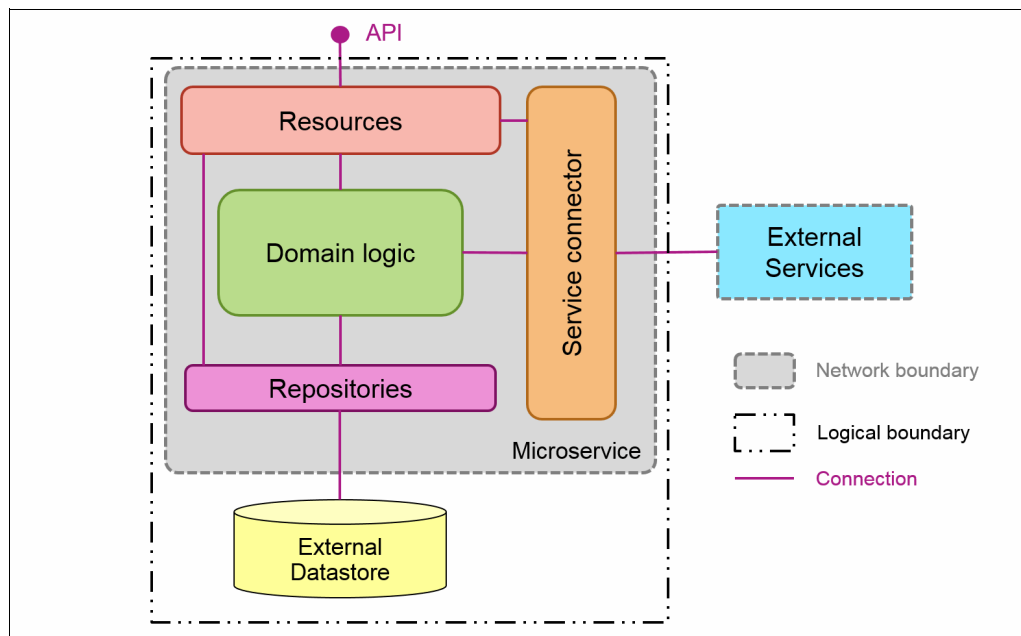 API
Resources
Service connector
Domain logic
External
Services
Repositories
Microservice
External
Datastore
Network boundary
Logical boundary
Connection